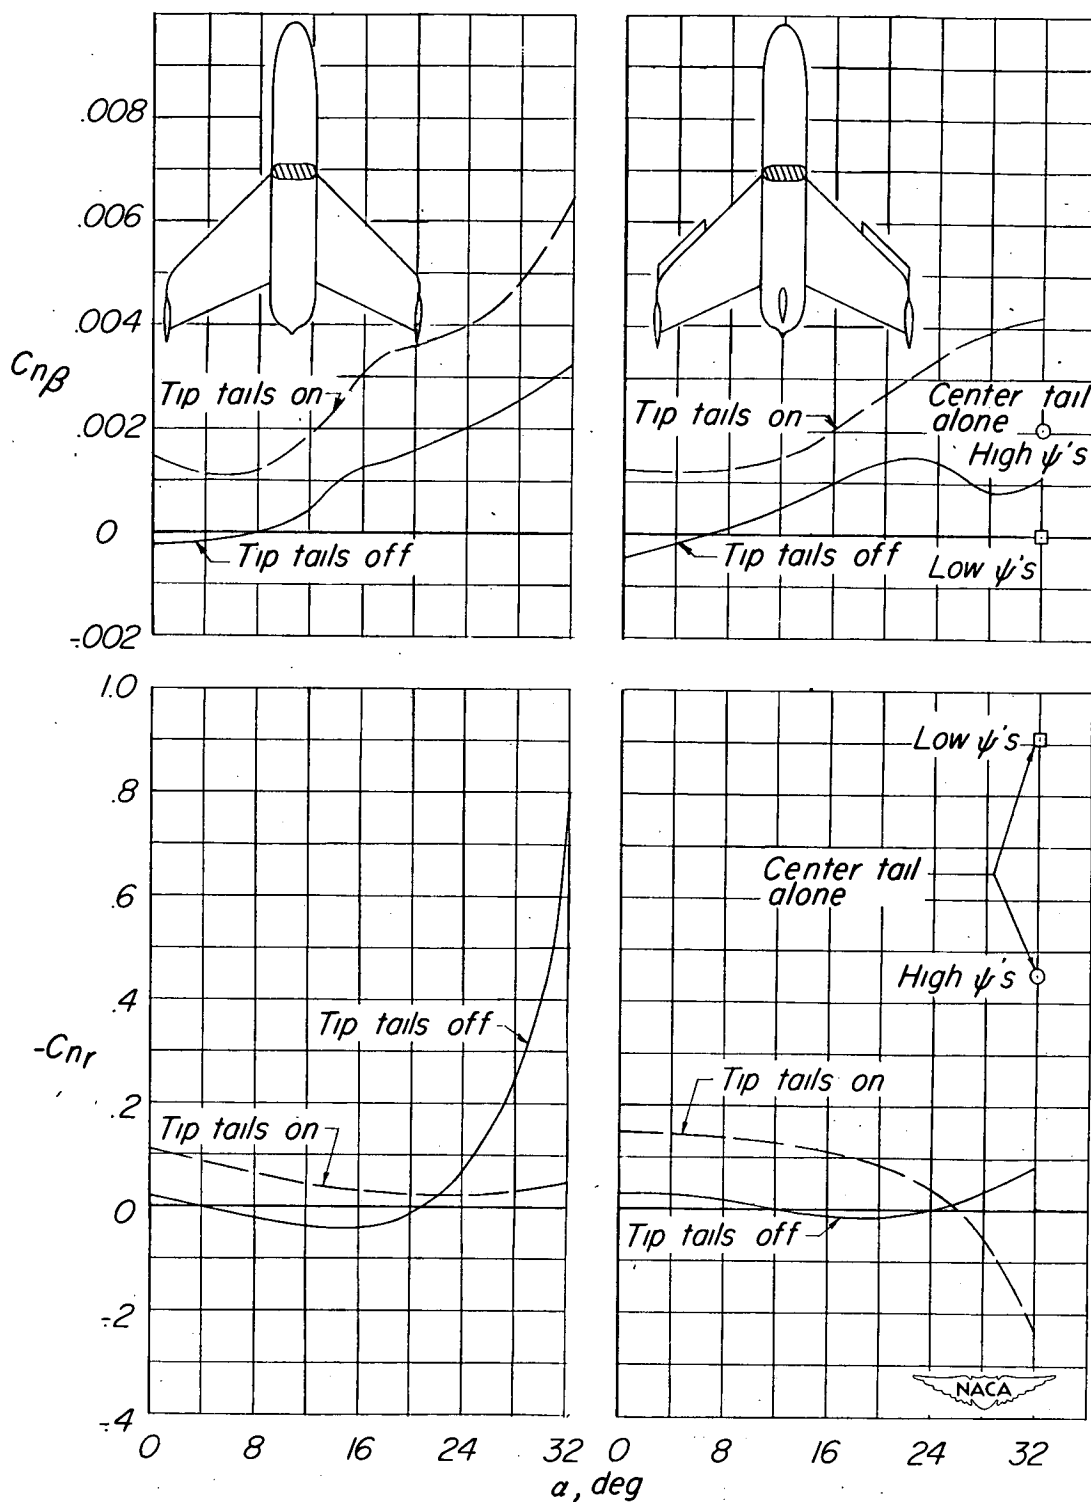 .008
.006
.004
Cnβ
.002
0
-.002
Tip tails on
Tip tails off
Tip tails on
Center tail
alone
High ψ's
Tip tails off
Low ψ's
1.0
.8
.6
.4
-Cnr
.2
0
-.2
-.4
Tip tails off
Tip tails on
Low ψ's
Center tail
alone
High ψ's
Tip tails on
Tip tails off
NACA
0 8 16 24 32
0 16 24 32
α, deg